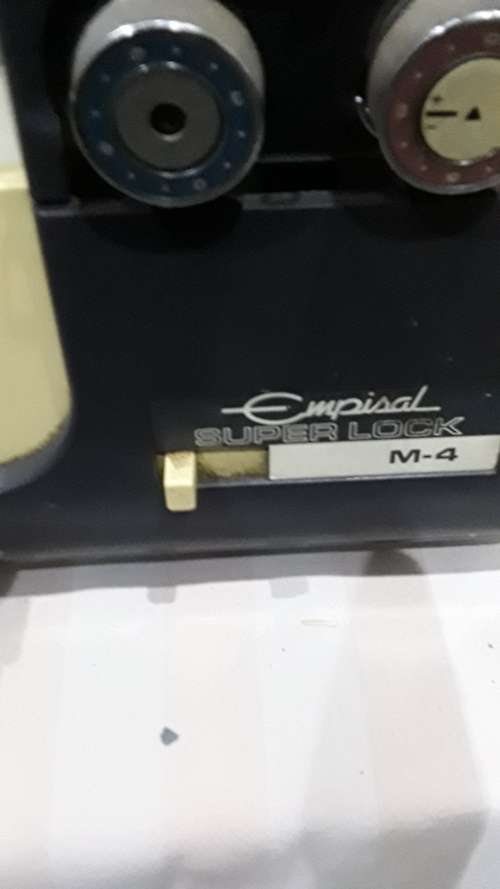 +
-
Empisal
SUPER LOCK
M-4